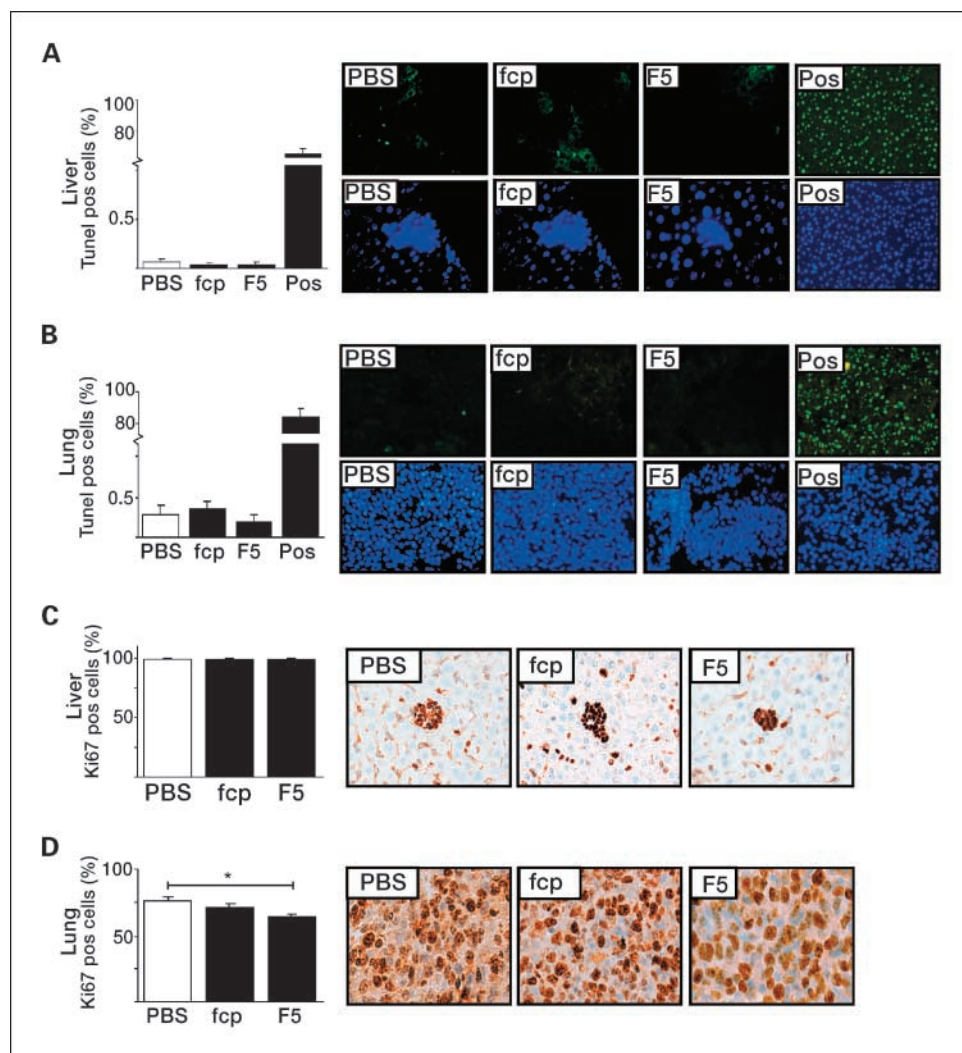 A
Liver
Tunel pos cells (%)
100
80
0.5
PBS fcp F5 Pos
PBS fcp F5 Pos
PBS fcp F5 Pos
B
Lung
Tunel pos cells (%)
100
80
0.5
PBS fcp F5 Pos
PBS fcp F5 Pos
PBS fcp F5 Pos
C
Liver
Ki67 pos cells (%)
100
50
PBS fcp F5
PBS fcp F5
D
Lung
Ki67 pos cells (%)
100
50
*
PBS fcp F5
PBS fcp F5